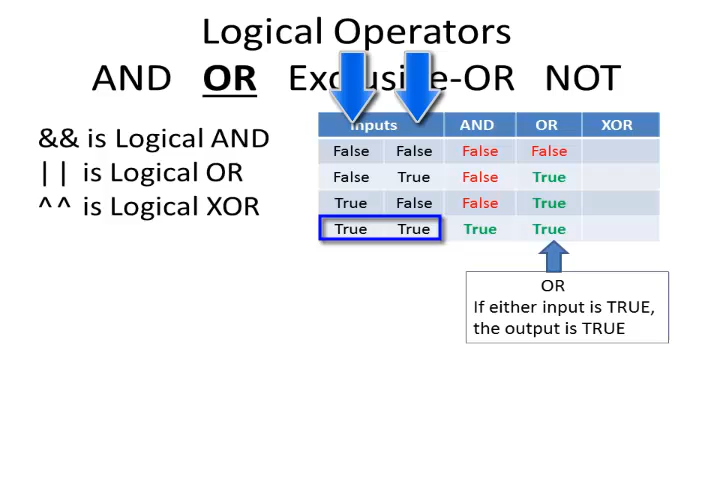 Logical Operators
AND OR Exclusive-OR NOT
&& is Logical AND
|| is Logical OR
^^ is Logical XOR
Inputs AND OR XOR
False False False False
False True False True
True False False True
True True True True
OR
If either input is TRUE,
the output is TRUE